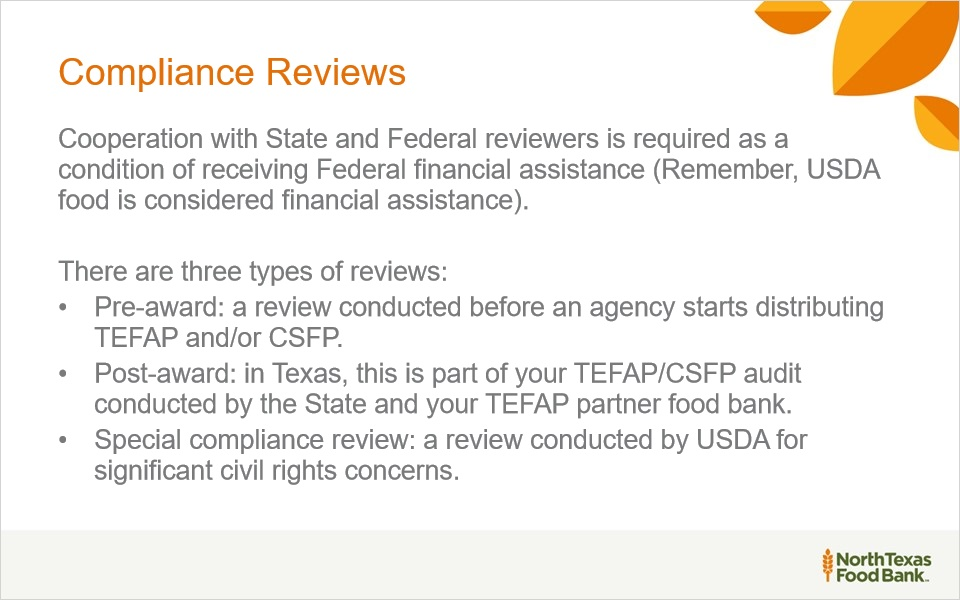 Compliance Reviews
Cooperation with State and Federal reviewers is required as a
condition of receiving Federal financial assistance (Remember, USDA
food is considered financial assistance).
There are three types of reviews:
• Pre-award: a review conducted before an agency starts distributing
TEFAP and/or CSFP.
• Post-award: in Texas, this is part of your TEFAP/CSFP audit
conducted by the State and your TEFAP partner food bank.
• Special compliance review: a review conducted by USDA for
significant civil rights concerns.
North Texas
Food Bank™